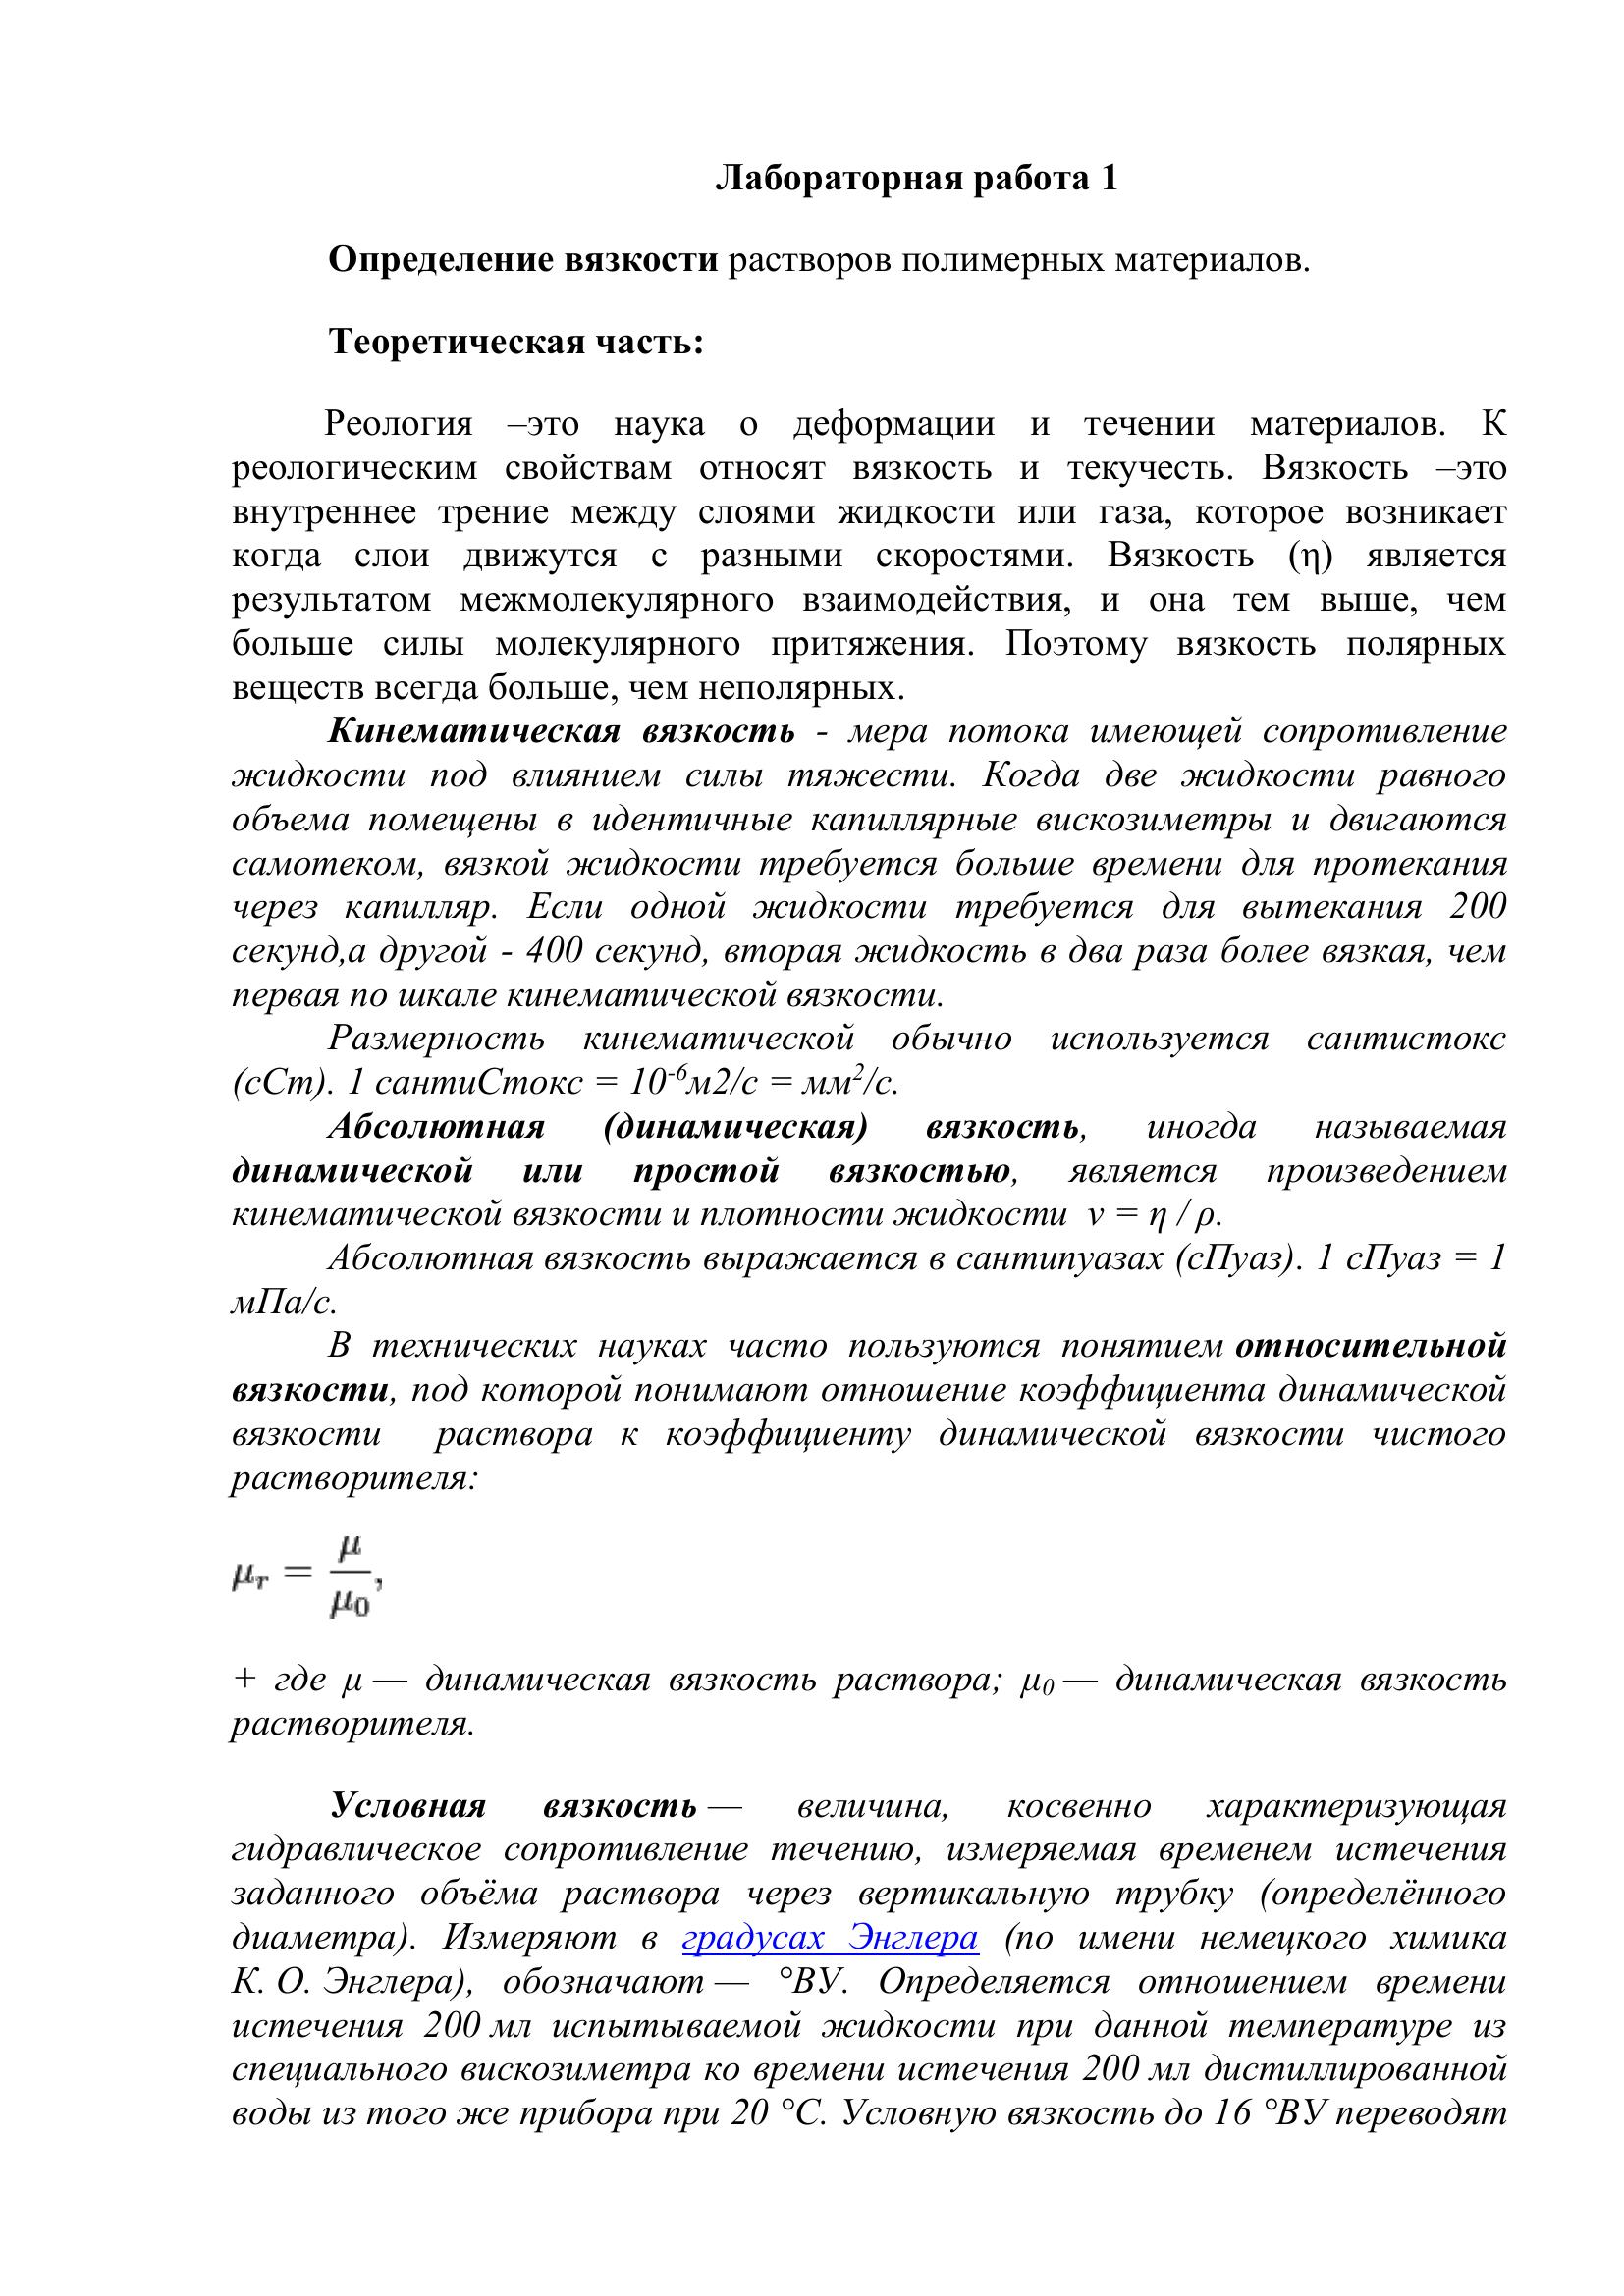 Лабораторная работа 1
Определение вязкости растворов полимерных материалов.
Теоретическая часть:
Реология –это наука о деформации и течении материалов. К
реологическим свойствам относят вязкость и текучесть. Вязкость –это
внутреннее трение между слоями жидкости или газа, которое возникает
когда слои движутся с разными скоростями. Вязкость (η) является
результатом межмолекулярного взаимодействия, и она тем выше, чем
больше силы молекулярного притяжения. Поэтому вязкость полярных
веществ всегда больше, чем неполярных.
Кинематическая вязкость - мера потока имеющей сопротивление
жидкости под влиянием силы тяжести. Когда две жидкости равного
объема помещены в идентичные капиллярные вискозиметры и двигаются
самотеком, вязкой жидкости требуется больше времени для протекания
через капилляр. Если одной жидкости требуется для вытекания 200
секунд,а другой - 400 секунд, вторая жидкость в два раза более вязкая, чем
первая по шкале кинематической вязкости.
Размерность кинематической обычно используется сантистокс
(сСт). 1 сантиСтокс = 10⁻⁶м2/с = мм²/с.
Абсолютная (динамическая) вязкость, иногда называемая
динамической или простой вязкостью, является произведением
кинематической вязкости и плотности жидкости ν = η / ρ.
Абсолютная вязкость выражается в сантипуазах (сПуаз). 1 сПуаз = 1
мПа/с.
В технических науках часто пользуются понятием относительной
вязкости, под которой понимают отношение коэффициента динамической
вязкости раствора к коэффициенту динамической вязкости чистого
растворителя:
μᵣ = μ / μ₀,
+ где μ — динамическая вязкость раствора; μ₀ — динамическая вязкость
растворителя.
Условная вязкость — величина, косвенно характеризующая
гидравлическое сопротивление течению, измеряемая временем истечения
заданного объёма раствора через вертикальную трубку (определённого
диаметра). Измеряют в градусах Энглера (по имени немецкого химика
К. О. Энглера), обозначают — °ВУ. Определяется отношением времени
истечения 200 мл испытываемой жидкости при данной температуре из
специального вискозиметра ко времени истечения 200 мл дистиллированной
воды из того же прибора при 20 °С. Условную вязкость до 16 °ВУ переводят